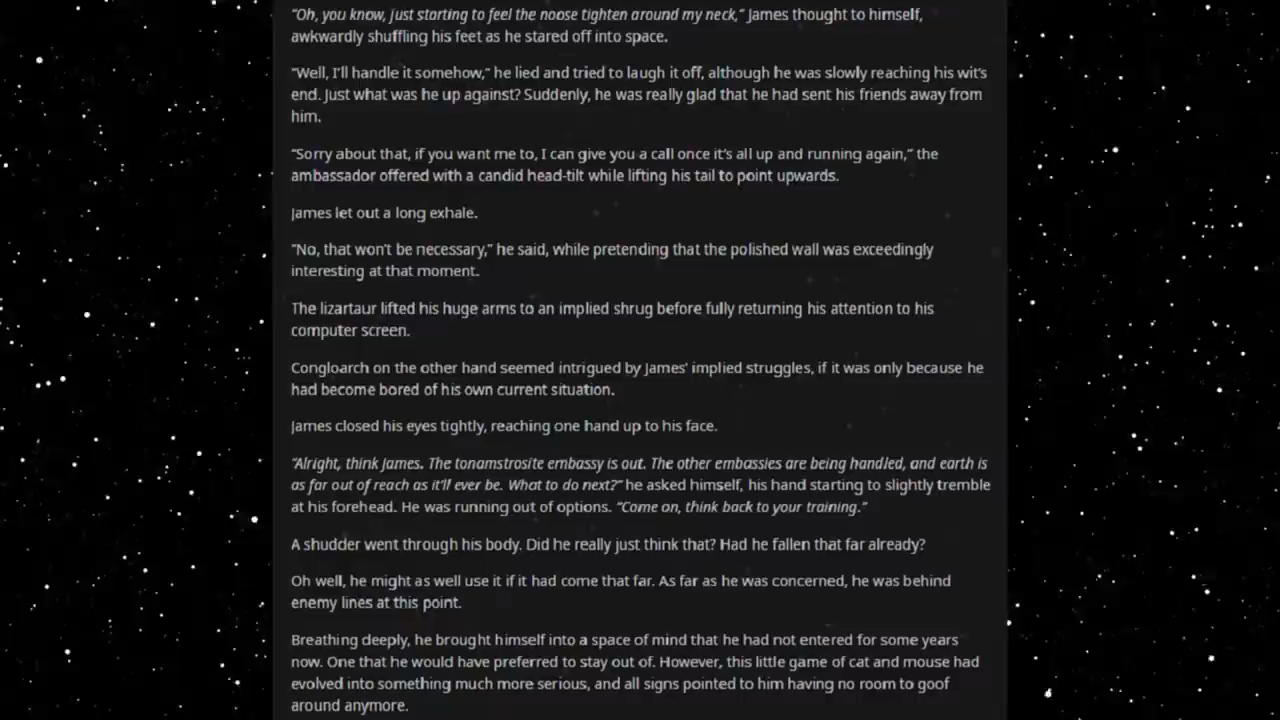 “Oh, you know, just starting to feel the noose tighten around my neck,” James thought to himself,
awkwardly shuffling his feet as he stared off into space.
“Well, I’ll handle it somehow,” he lied and tried to laugh it off, although he was slowly reaching his wit’s
end. Just what was he up against? Suddenly, he was really glad that he had sent his friends away from
him.
“Sorry about that, if you want me to, I can give you a call once it’s all up and running again,” the
ambassador offered with a candid head-tilt while lifting his tail to point upwards.
James let out a long exhale.
“No, that won’t be necessary,” he said, while pretending that the polished wall was exceedingly
interesting at that moment.
The lizartaur lifted his huge arms to an implied shrug before fully returning his attention to his
computer screen.
Congloarch on the other hand seemed intrigued by James’ implied struggles, if it was only because he
had become bored of his own current situation.
James closed his eyes tightly, reaching one hand up to his face.
“Alright, think James. The tonamstrosite embassy is out. The other embassies are being handled, and earth is
as far out of reach as it’ll ever be. What to do next?” he asked himself, his hand starting to slightly tremble
at his forehead. He was running out of options. “Come on, think back to your training.”
A shudder went through his body. Did he really just think that? Had he fallen that far already?
Oh well, he might as well use it if it had come that far. As far as he was concerned, he was behind
enemy lines at this point.
Breathing deeply, he brought himself into a space of mind that he had not entered for some years
now. One that he would have preferred to stay out of. However, this little game of cat and mouse had
evolved into something much more serious, and all signs pointed to him having no room to goof
around anymore.